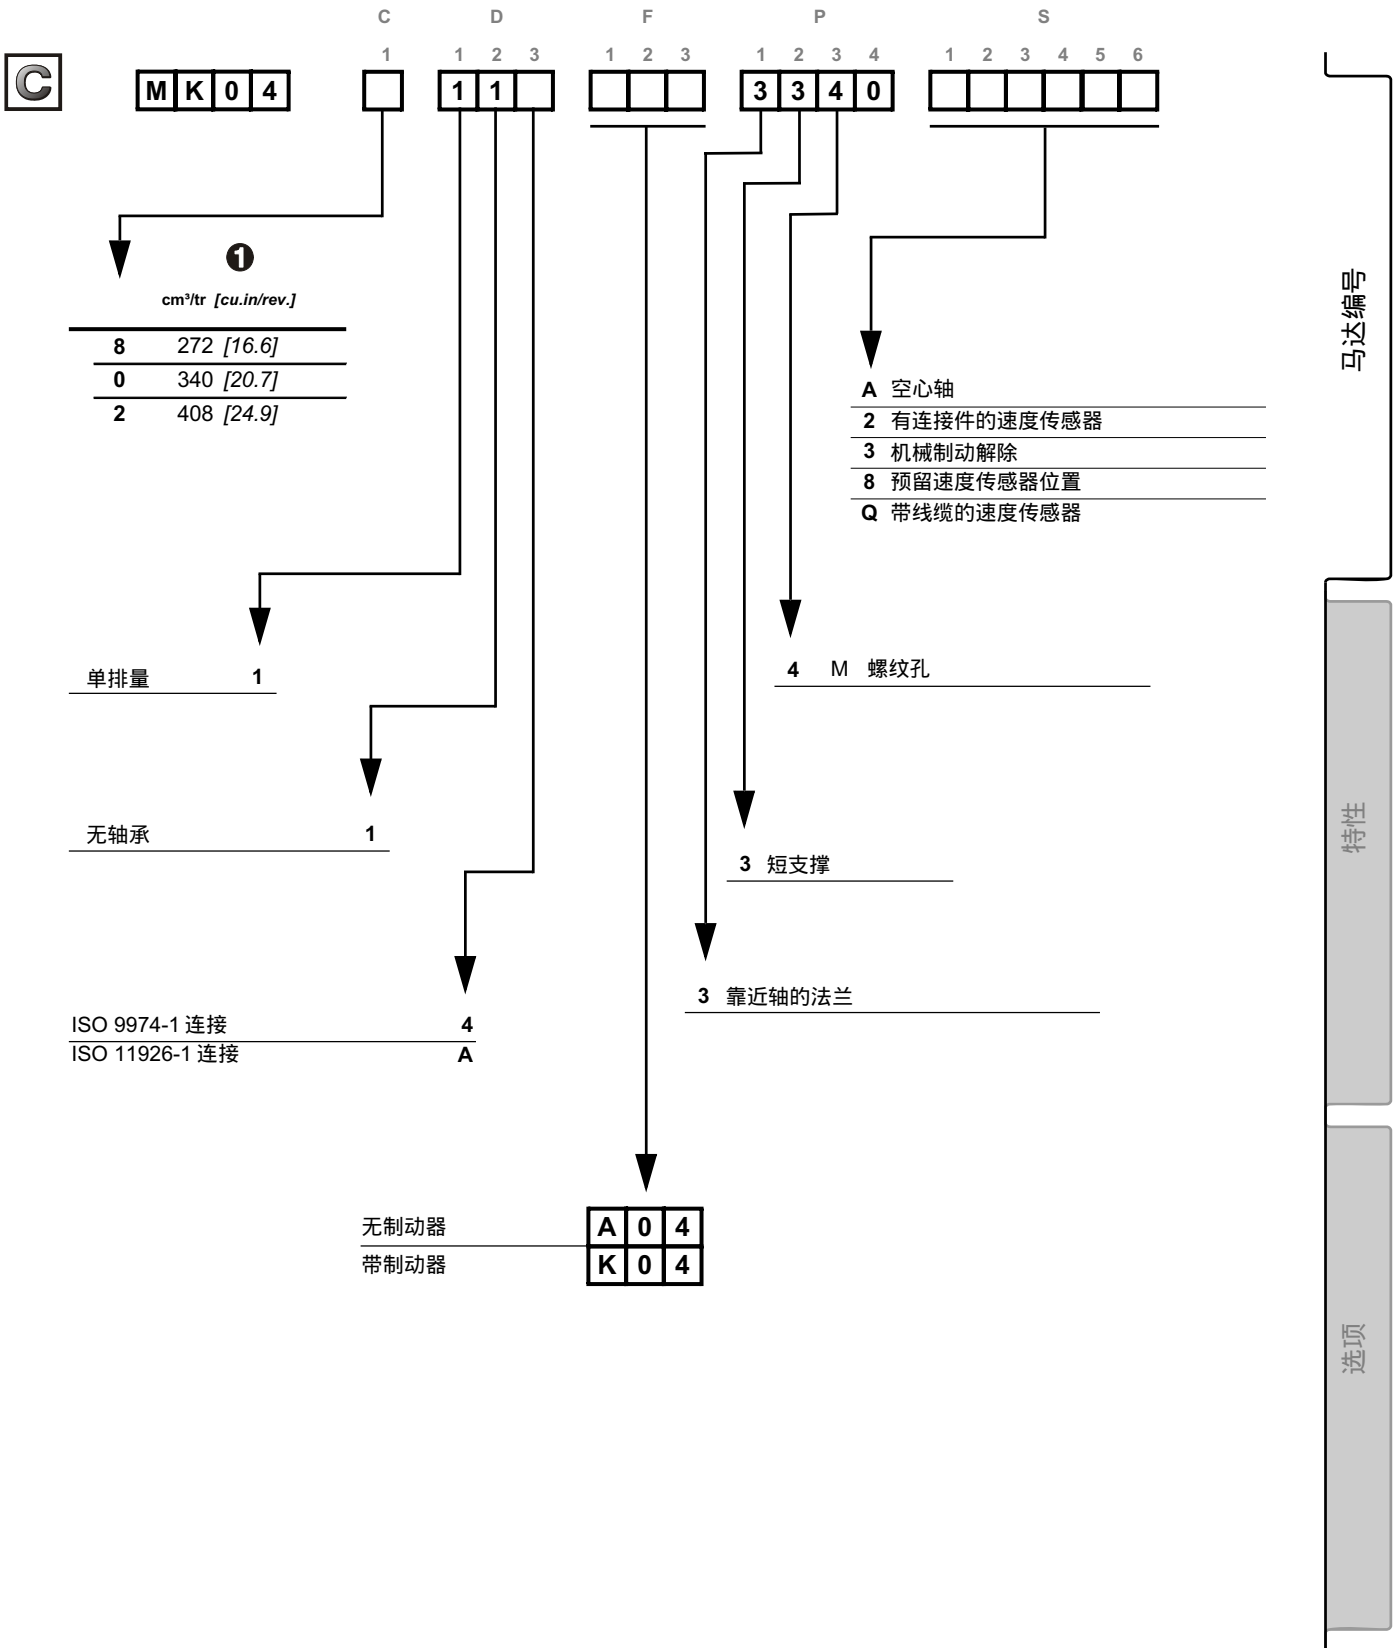 C D F P S
1 1 2 3 1 2 3 1 2 3 4 1 2 3 4 5 6
C M K 0 4 1 1 3 3 4 0
1
cm³/tr [cu.in/rev.]
8 272 [16.6]
0 340 [20.7]
2 408 [24.9]
A 空心轴
2 有连接件的速度传感器
3 机械制动解除
8 预留速度传感器位置
Q 带线缆的速度传感器
单排量 1
4 M 螺纹孔
无轴承 1
3 短支撑
3 靠近轴的法兰
ISO 9974-1 连接 4
ISO 11926-1 连接 A
无制动器 A 0 4
带制动器 K 0 4
马达编号
特性
选项